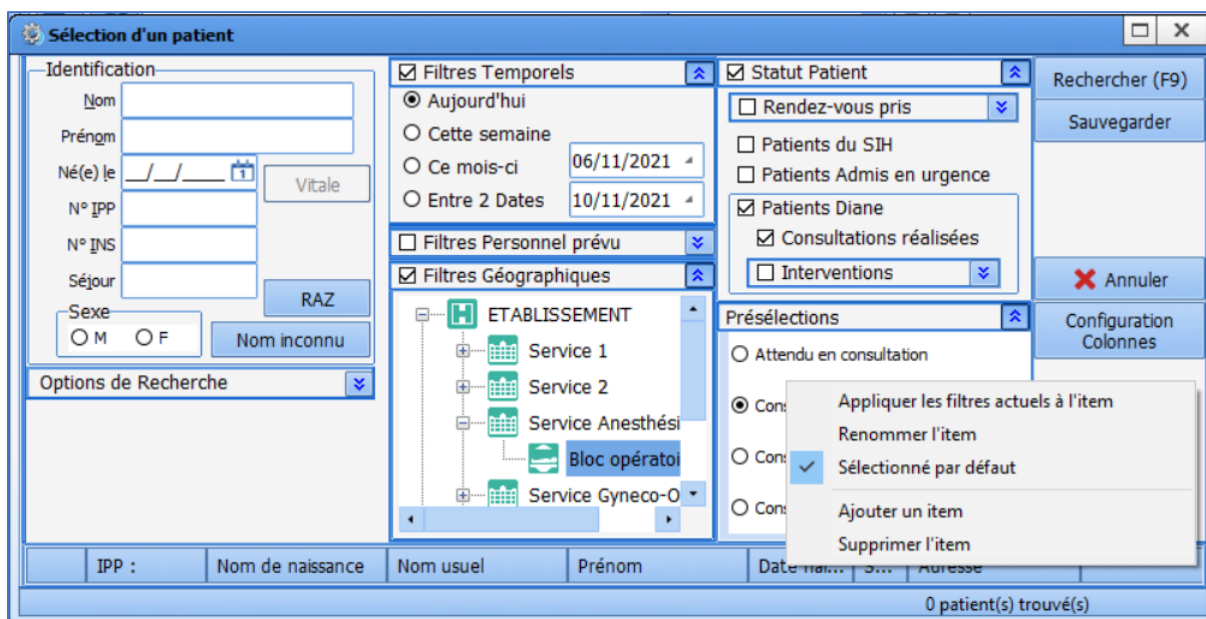 Sélection d'un patient
Identification
Nom
Prénom
Né(e) le __/__/____
Vitale
N° IPP
N° INS
Séjour
RAZ
Sexe
M F
Nom inconnu
Options de Recherche
Filtres Temporels
Aujourd'hui
Cette semaine
Ce mois-ci
06/11/2021
Entre 2 Dates
10/11/2021
Filtres Personnel prévu
Filtres Géographiques
ETABLISSEMENT
Service 1
Service 2
Service Anesthési
Bloc opératoi
Service Gyneco-O
Statut Patient
Rendez-vous pris
Patients du SIH
Patients Admis en urgence
Patients Diane
Consultations réalisées
Interventions
Présélections
Attendu en consultation
Cons
Cons
Cons
Appliquer les filtres actuels à l'item
Renommer l'item
Sélectionné par défaut
Ajouter un item
Supprimer l'item
Rechercher (F9)
Sauvegarder
Annuler
Configuration
Colonnes
IPP : Nom de naissance Nom usuel Prénom Date nai... S... Adresse
0 patient(s) trouvé(s)